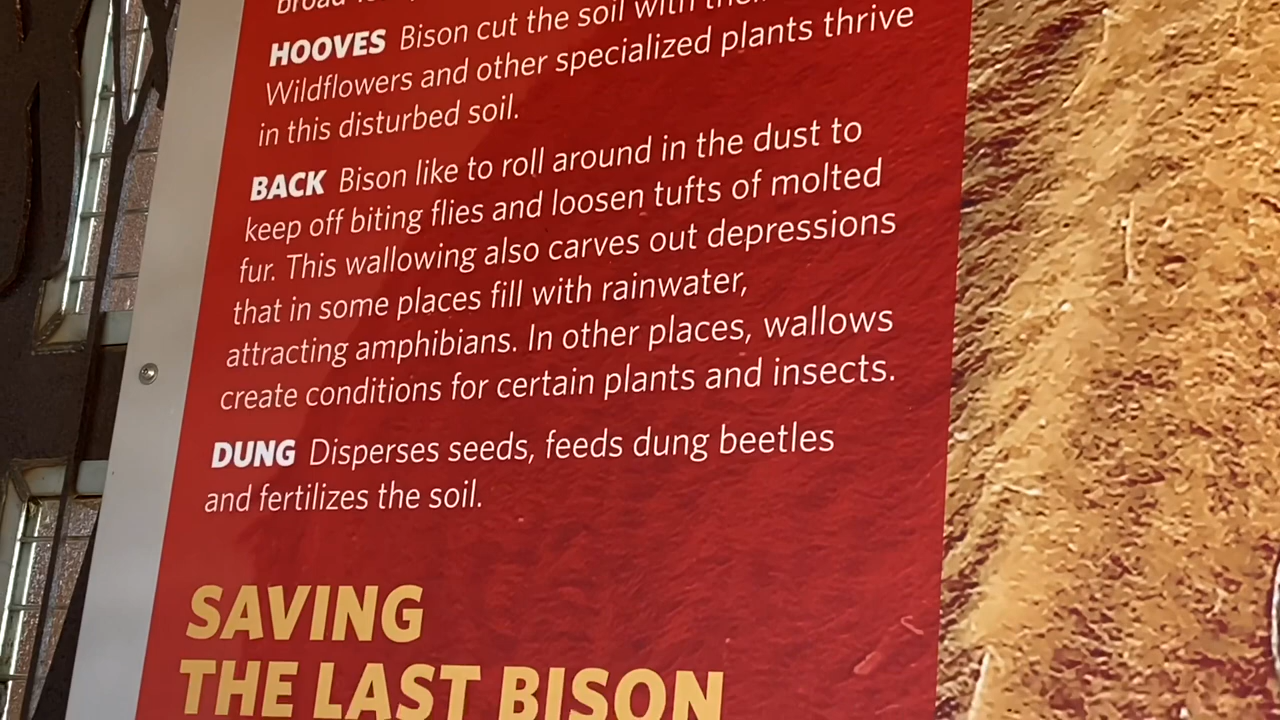 HOOVES Bison cut the soil with
Wildflowers and other specialized plants thrive
in this disturbed soil.
BACK Bison like to roll around in the dust to
keep off biting flies and loosen tufts of molted
fur. This wallowing also carves out depressions
that in some places fill with rainwater,
attracting amphibians. In other places, wallows
create conditions for certain plants and insects.
DUNG Disperses seeds, feeds dung beetles
and fertilizes the soil.
SAVING
THE LAST BISON